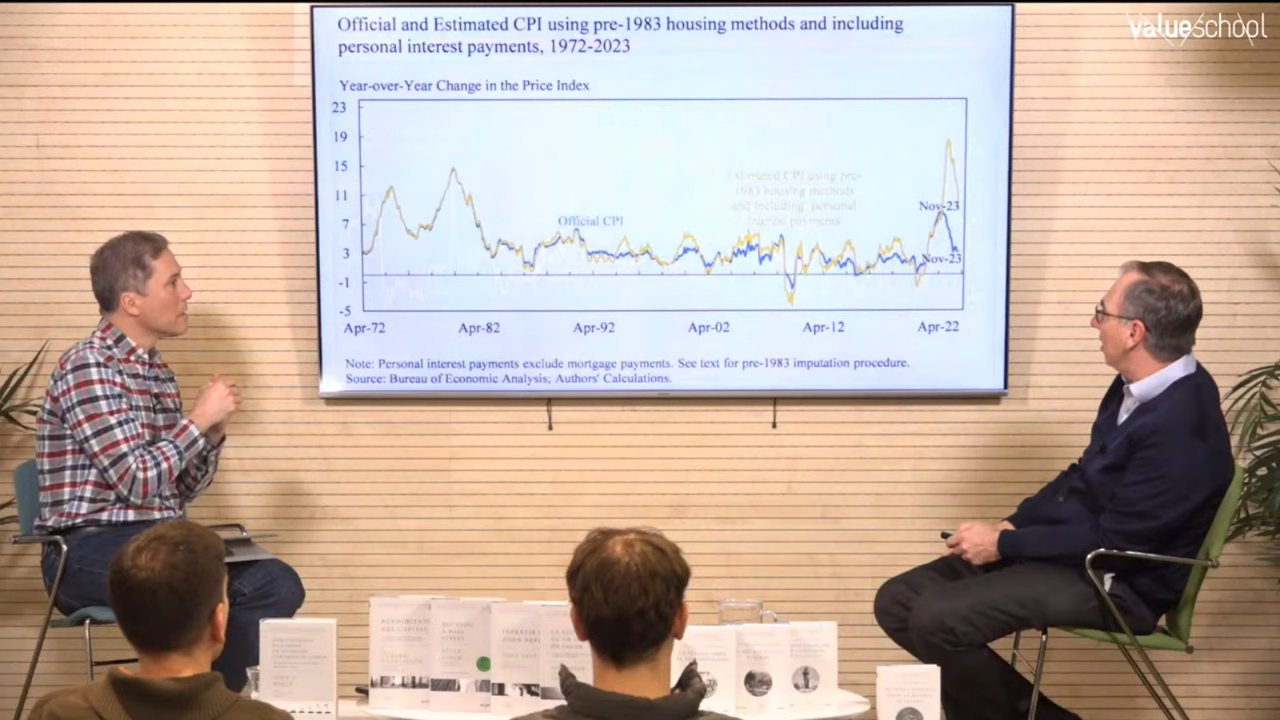 valueschool
Official and Estimated CPI using pre-1983 housing methods and including
personal interest payments, 1972-2023
Year-over-Year Change in the Price Index
23
19
15
11
7
3
-1
-5
Estimated CPI using pre-
1983 housing methods
and including personal
interest payments
Official CPI
Nov-23
Nov-23
Apr-72 Apr-82 Apr-92 Apr-02 Apr-12 Apr-22
Note: Personal interest payments exclude mortgage payments. See text for pre-1983 imputation procedure.
Source: Bureau of Economic Analysis; Authors' Calculations.